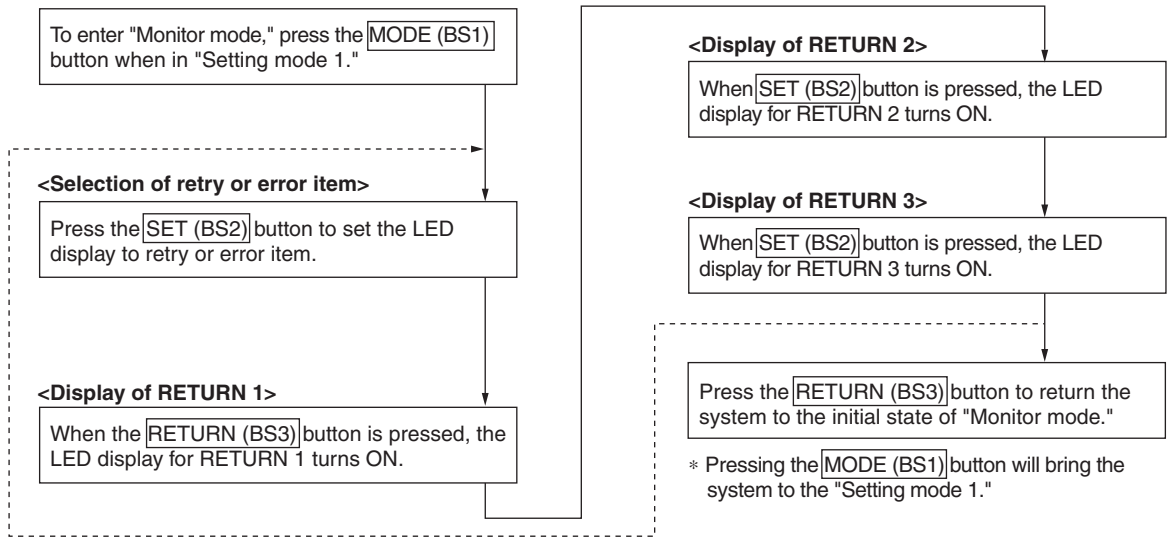 To enter "Monitor mode," press the MODE (BS1)
button when in "Setting mode 1."
<Selection of retry or error item>
Press the SET (BS2) button to set the LED
display to retry or error item.
<Display of RETURN 1>
When the RETURN (BS3) button is pressed, the
LED display for RETURN 1 turns ON.
<Display of RETURN 2>
When SET (BS2) button is pressed, the LED
display for RETURN 2 turns ON.
<Display of RETURN 3>
When SET (BS2) button is pressed, the LED
display for RETURN 3 turns ON.
Press the RETURN (BS3) button to return the
system to the initial state of "Monitor mode."
* Pressing the MODE (BS1) button will bring the
system to the "Setting mode 1."